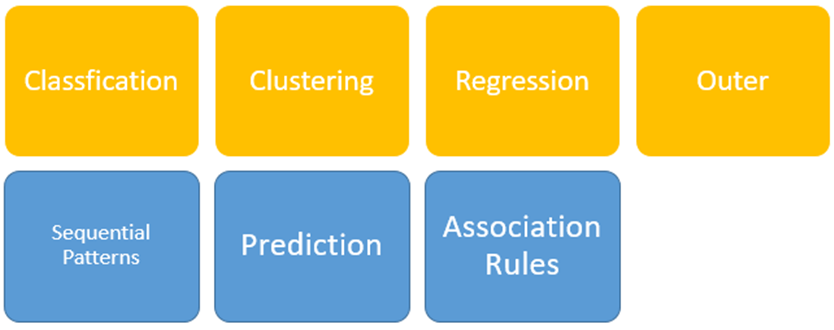 Classfication
Clustering
Regression
Outer
Sequential
Patterns
Prediction
Association
Rules